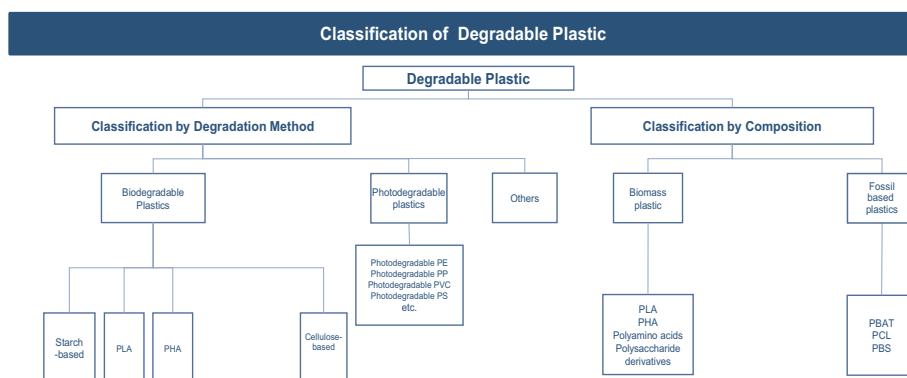 Classification of Degradable Plastic
Degradable Plastic
Classification by Degradation Method
Classification by Composition
Biodegradable
Plastics
Photodegradable
plastics
Others
Biomass
plastic
Fossil
based
plastics
Photodegradable PE
Photodegradable PP
Photodegradable PVC
Photodegradable PS
etc.
Starch
-based
PLA
PHA
Cellulose-
based
PLA
PHA
Polyamino acids
Polysaccharide
derivatives
PBAT
PCL
PBS